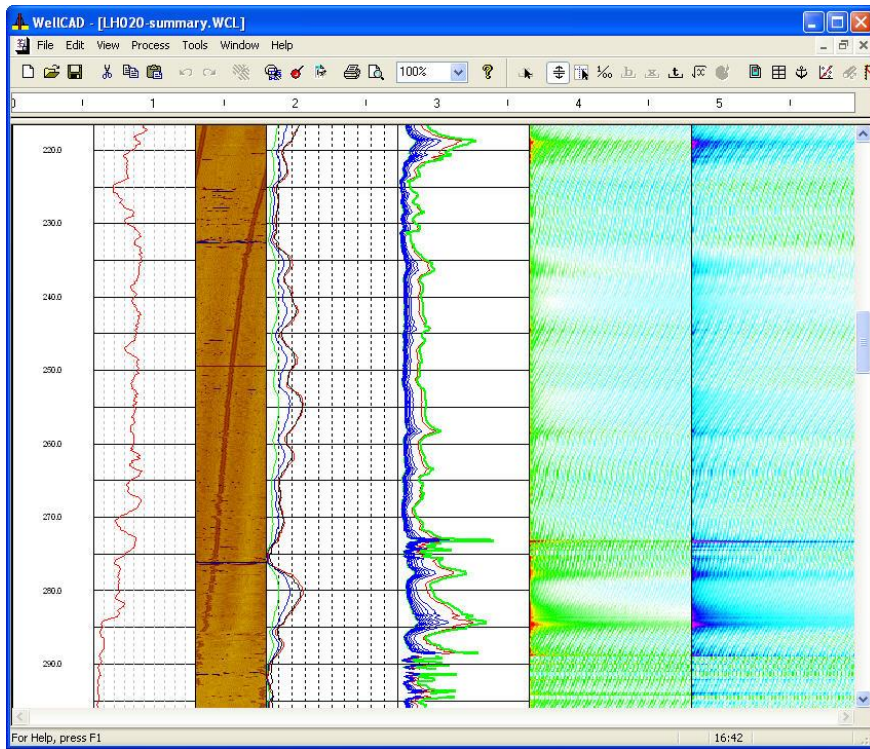 WellCAD - [LH020-summary.WCL]
File Edit View Process Tools Window Help
100%
1 2 3 4 5
220.0
230.0
240.0
250.0
260.0
270.0
280.0
290.0
For Help, press F1
16:42